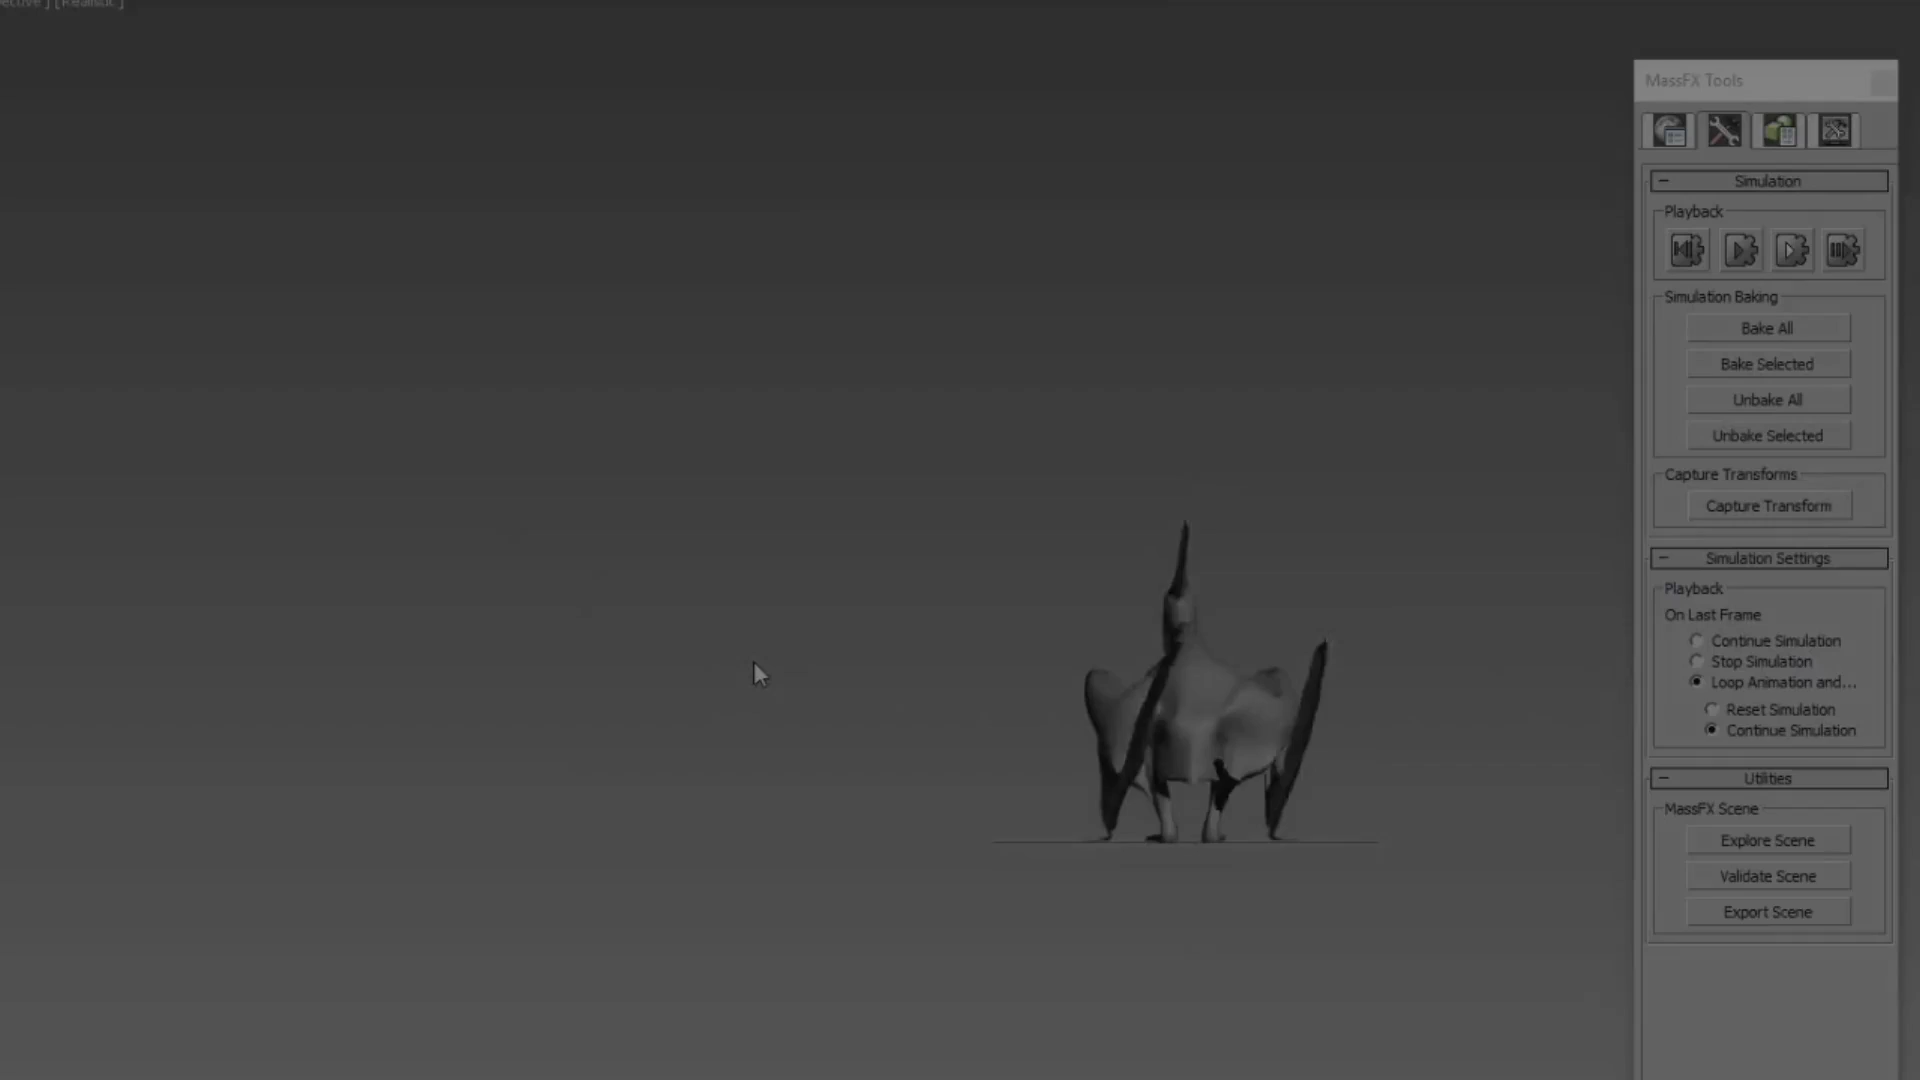 ective ] [ Realistic ]
MassFX Tools
Simulation
Playback
Simulation Baking
Bake All
Bake Selected
Unbake All
Unbake Selected
Capture Transforms
Capture Transform
Simulation Settings
Playback
On Last Frame
Continue Simulation
Stop Simulation
Loop Animation and...
Reset Simulation
Continue Simulation
Utilities
MassFX Scene
Explore Scene
Validate Scene
Export Scene